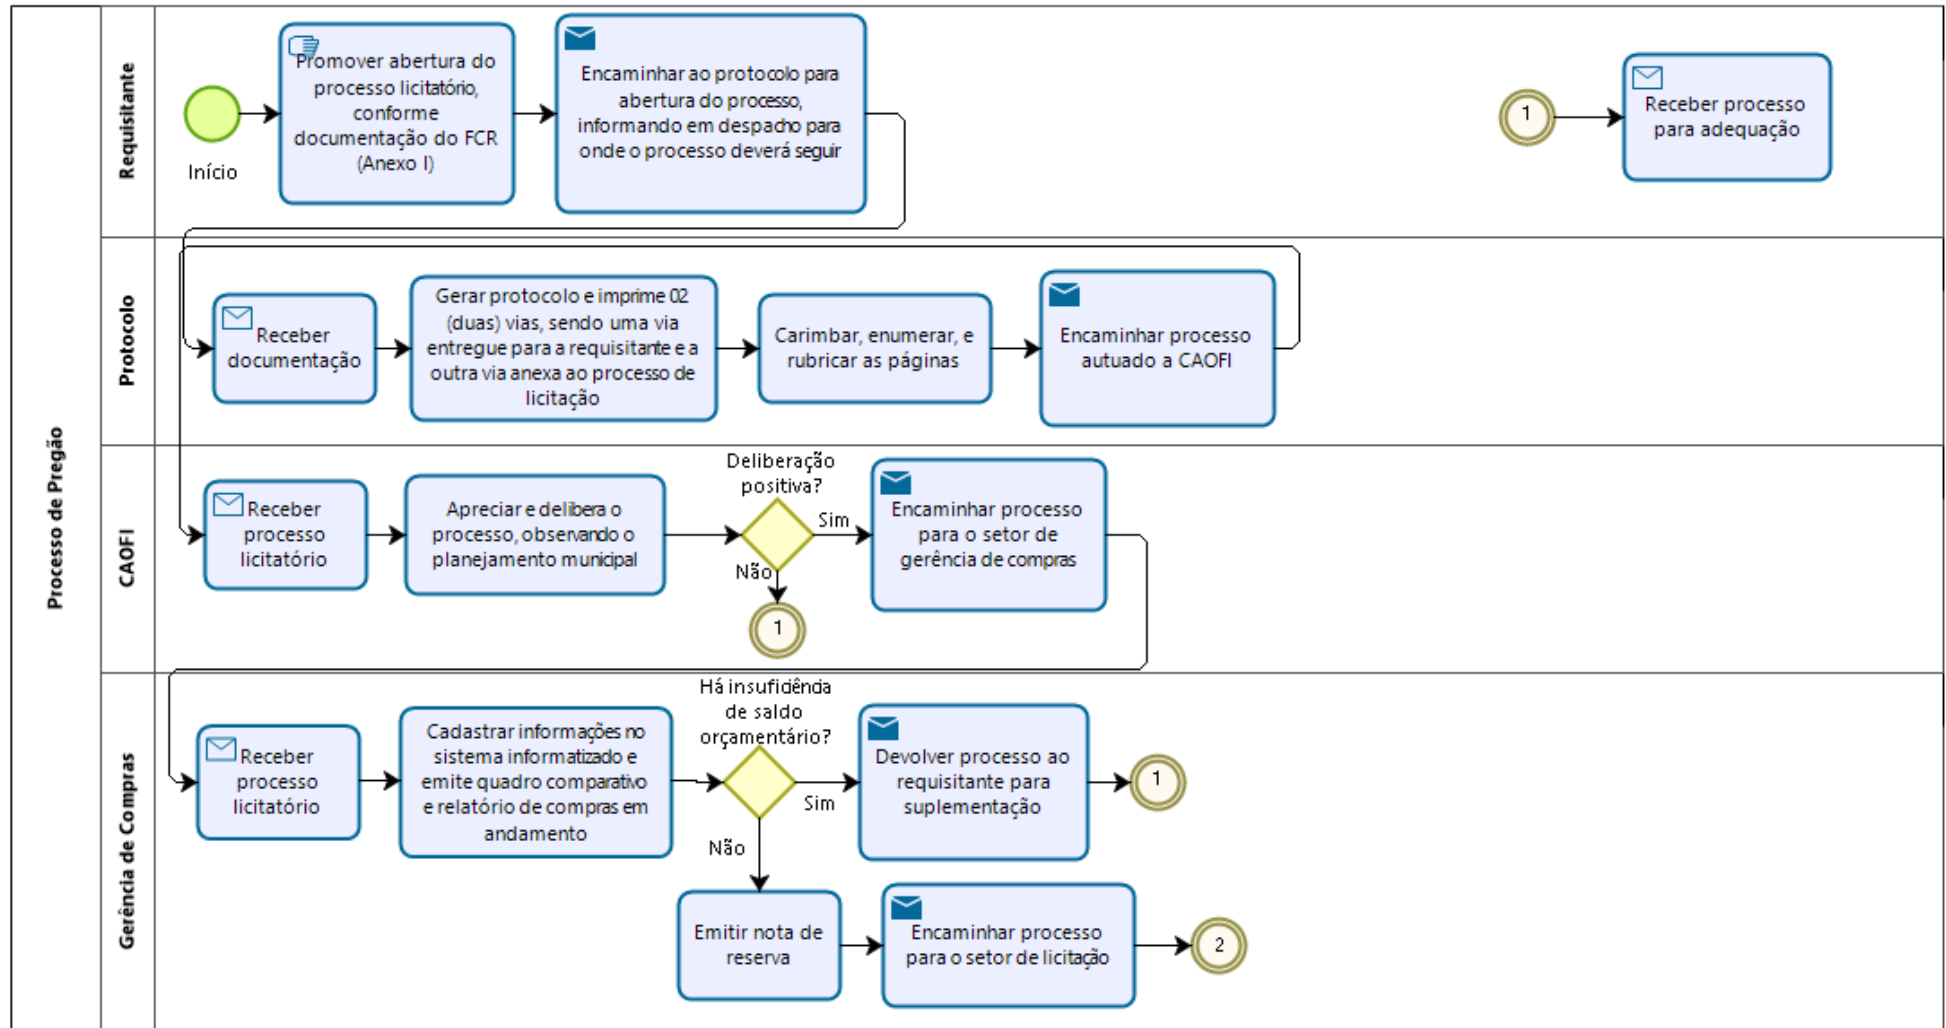 Processo de Pregão
Requisitante
Início
Promover abertura do
processo licitatório,
conforme
documentação do FCR
(Anexo I)
Encaminhar ao protocolo para
abertura do processo,
informando em despacho para
onde o processo deverá seguir
1
Receber processo
para adequação
Protocolo
Receber
documentação
Gerar protocolo e imprime 02
(duas) vias, sendo uma via
entregue para a requisitante e a
outra via anexa ao processo de
licitação
Carimbar, enumerar, e
rubricar as páginas
Encaminhar processo
autuado a CAOFI
CAOFI
Receber
processo
licitatório
Apreciar e delibera o
processo, observando o
planejamento municipal
Deliberação
positiva?
Sim
Não
1
Encaminhar processo
para o setor de
gerência de compras
Gerência de Compras
Receber
processo
licitatório
Cadastrar informações no
sistema informatizado e
emite quadro comparativo
e relatório de compras em
andamento
Há insuficiência
de saldo
orçamentário?
Sim
Não
Devolver processo ao
requisitante para
suplementação
1
Emitir nota de
reserva
Encaminhar processo
para o setor de licitação
2